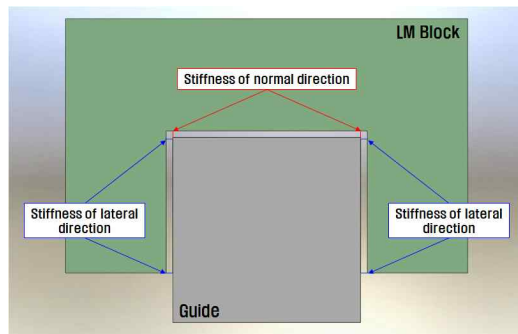 LM Block
Stiffness of normal direction
Stiffness of lateral
direction
Stiffness of lateral
direction
Guide